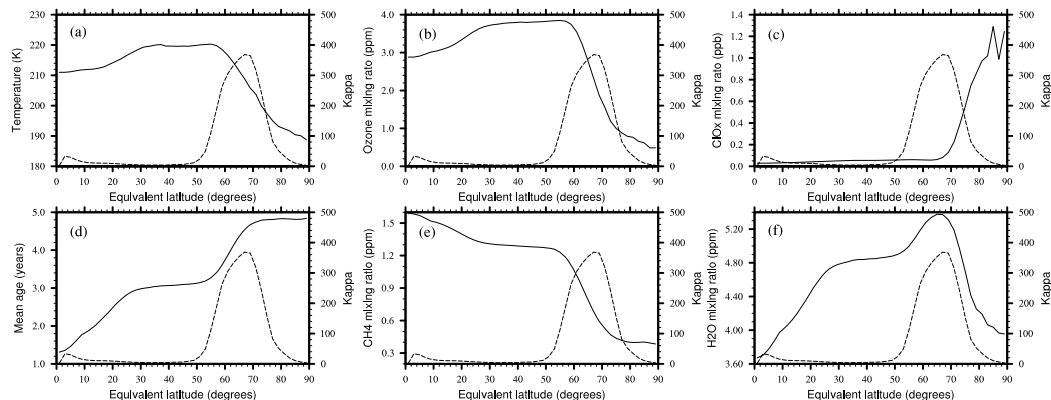 (a)
Temperature (K)
180
190
200
210
220
230
Kappa
0
100
200
300
400
500
0 10 20 30 40 50 60 70 80 90
Equivalent latitude (degrees)
(b)
Ozone mixing ratio (ppm)
0.0
1.0
2.0
3.0
4.0
Kappa
0
100
200
300
400
500
0 10 20 30 40 50 60 70 80 90
Equivalent latitude (degrees)
(c)
ClOx mixing ratio (ppb)
0.0
0.2
0.4
0.6
0.8
1.0
1.2
1.4
Kappa
0
100
200
300
400
500
0 10 20 30 40 50 60 70 80 90
Equivalent latitude (degrees)
(d)
Mean age (years)
1.0
2.0
3.0
4.0
5.0
Kappa
0
100
200
300
400
500
0 10 20 30 40 50 60 70 80 90
Equivalent latitude (degrees)
(e)
CH4 mixing ratio (ppm)
0.3
0.6
0.9
1.2
1.5
Kappa
0
100
200
300
400
500
0 10 20 30 40 50 60 70 80 90
Equivalent latitude (degrees)
(f)
H2O mixing ratio (ppm)
3.60
4.00
4.40
4.80
5.20
Kappa
0
100
200
300
400
500
0 10 20 30 40 50 60 70 80 90
Equivalent latitude (degrees)